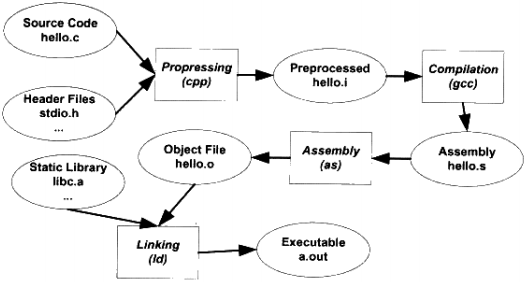 Source Code
hello.c
Propressing
(cpp)
Preprocessed
hello.i
Compilation
(gcc)
Header Files
stdio.h
...
Object File
hello.o
Assembly
(as)
Assembly
hello.s
Static Library
libc.a
...
Linking
(ld)
Executable
a.out